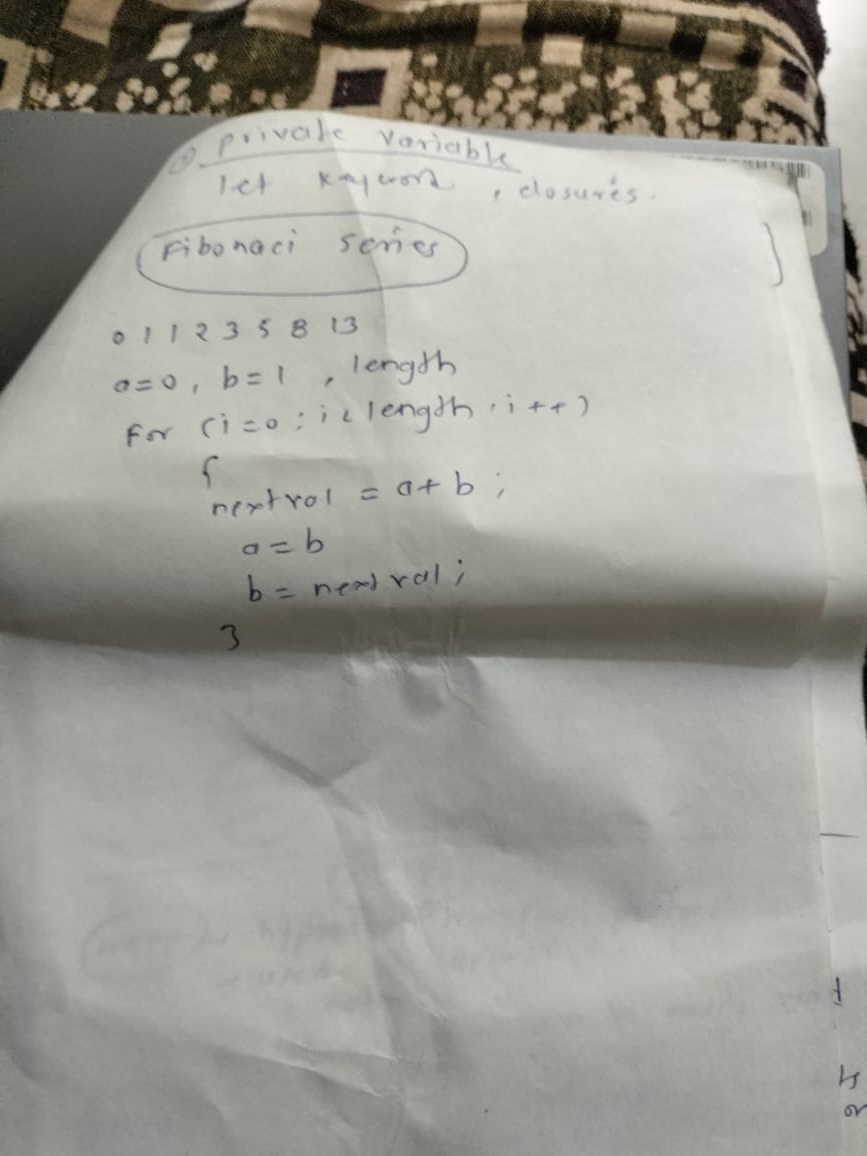 ① private variable
let keyword , closures.
Fibonaci series }
0 1 1 2 3 5 8 13
a=0, b=1 , length
For (i=0; i< length; i++)
{
nextval = a+b;
a=b
b= nextval;
}